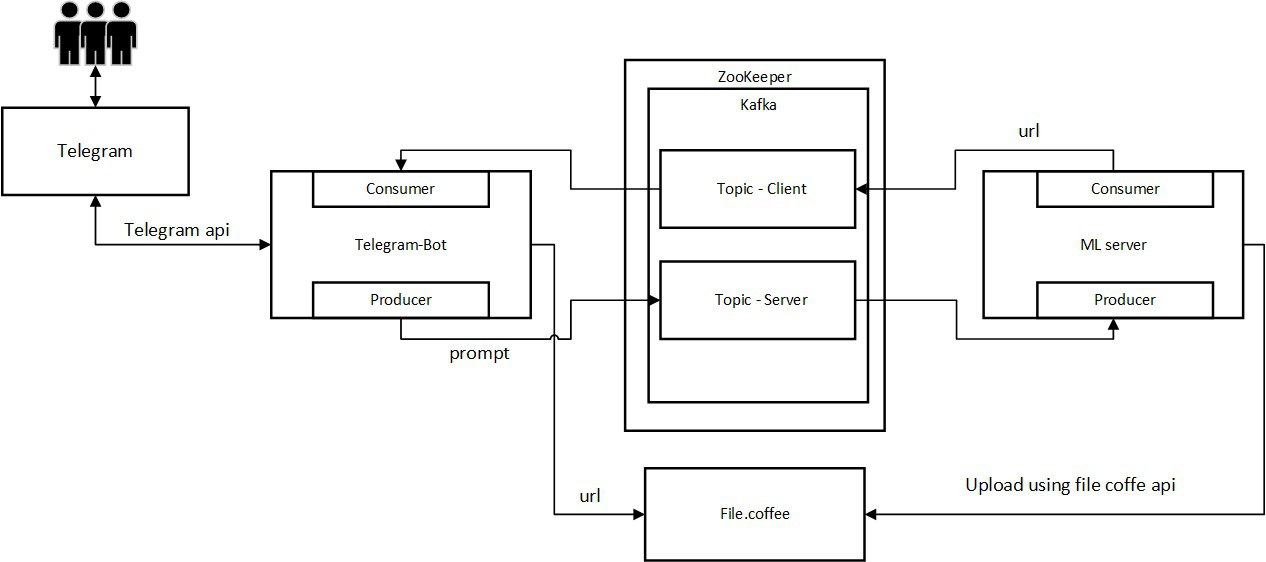 ZooKeeper
Kafka
url
Telegram
Consumer
Topic - Client
Consumer
Telegram api
Telegram-Bot
ML server
Producer
Topic - Server
Producer
prompt
url
Upload using file coffe api
File.coffee